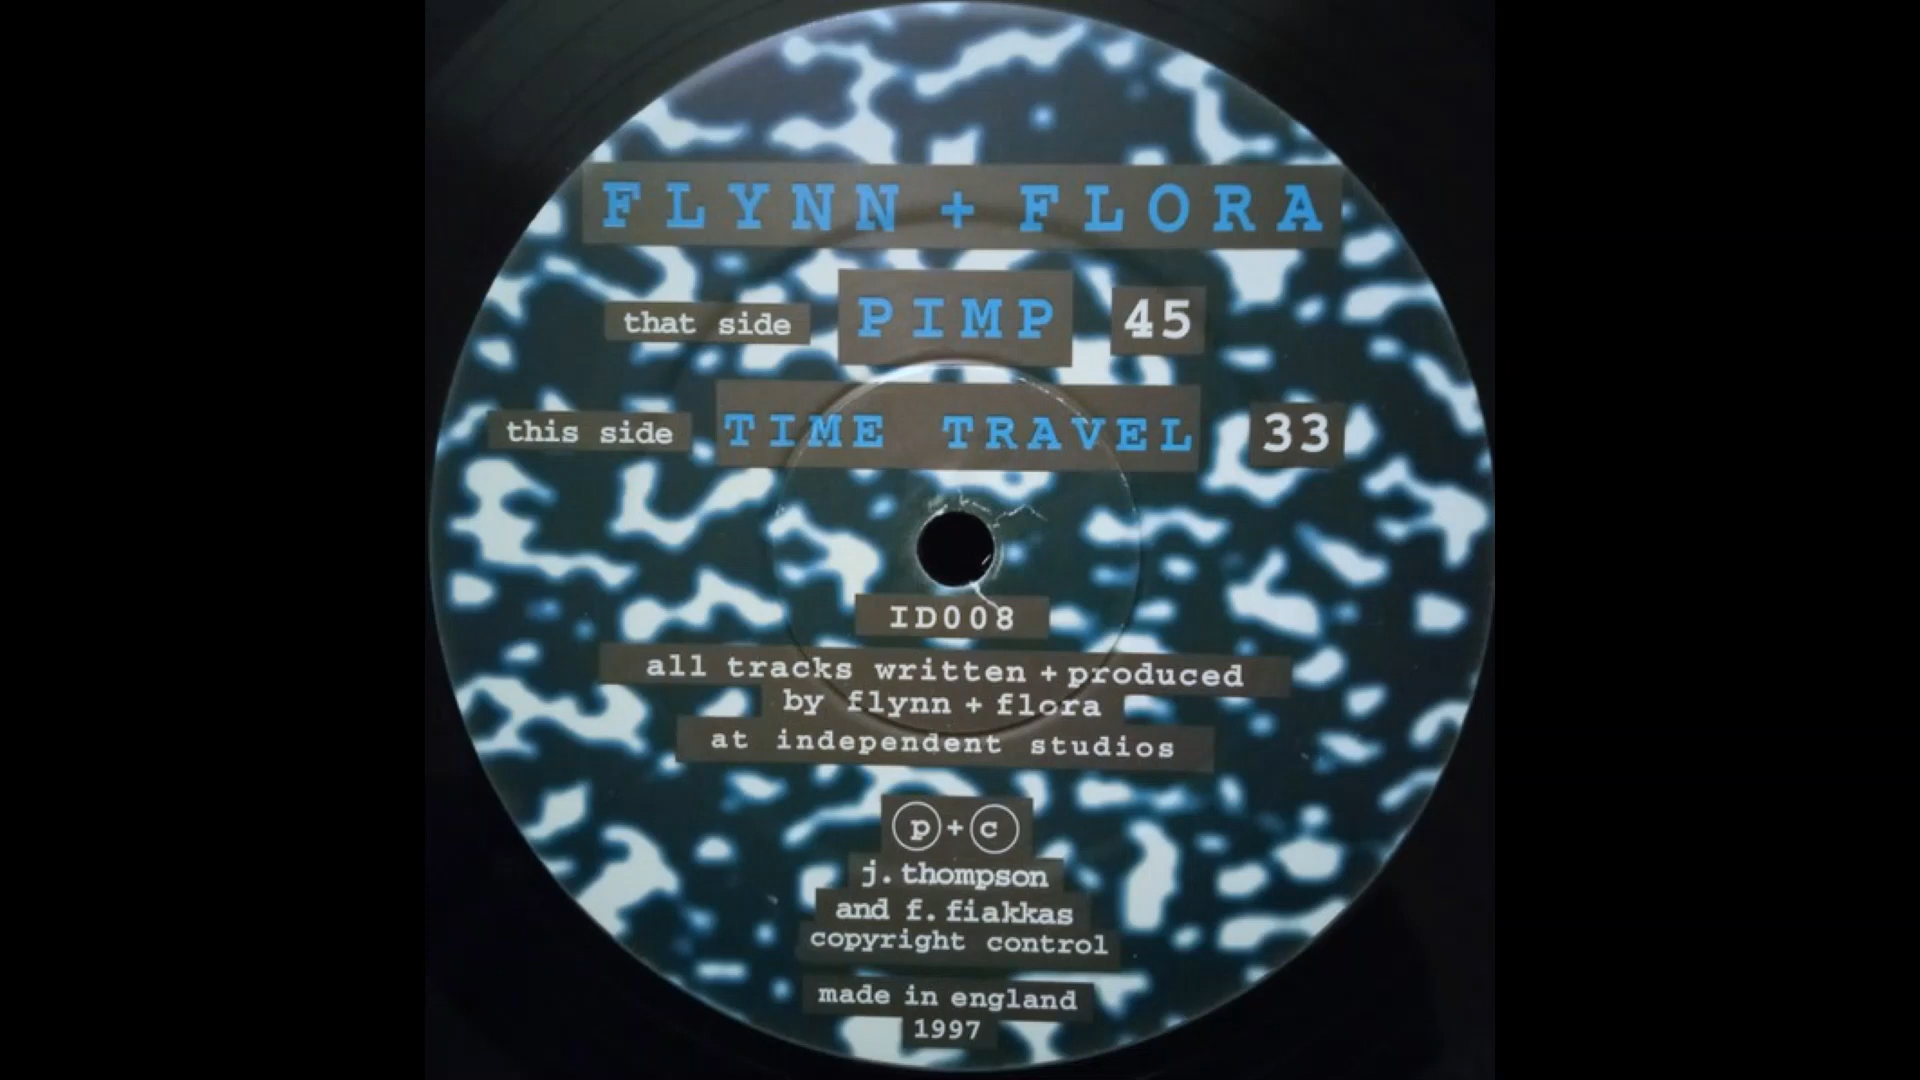 FLYNN + FLORA
that side PIMP 45
this side TIME TRAVEL 33
ID008
all tracks written + produced
by flynn + flora
at independent studios
p + c
j. thompson
and f. fiakkas
copyright control
made in england
1997